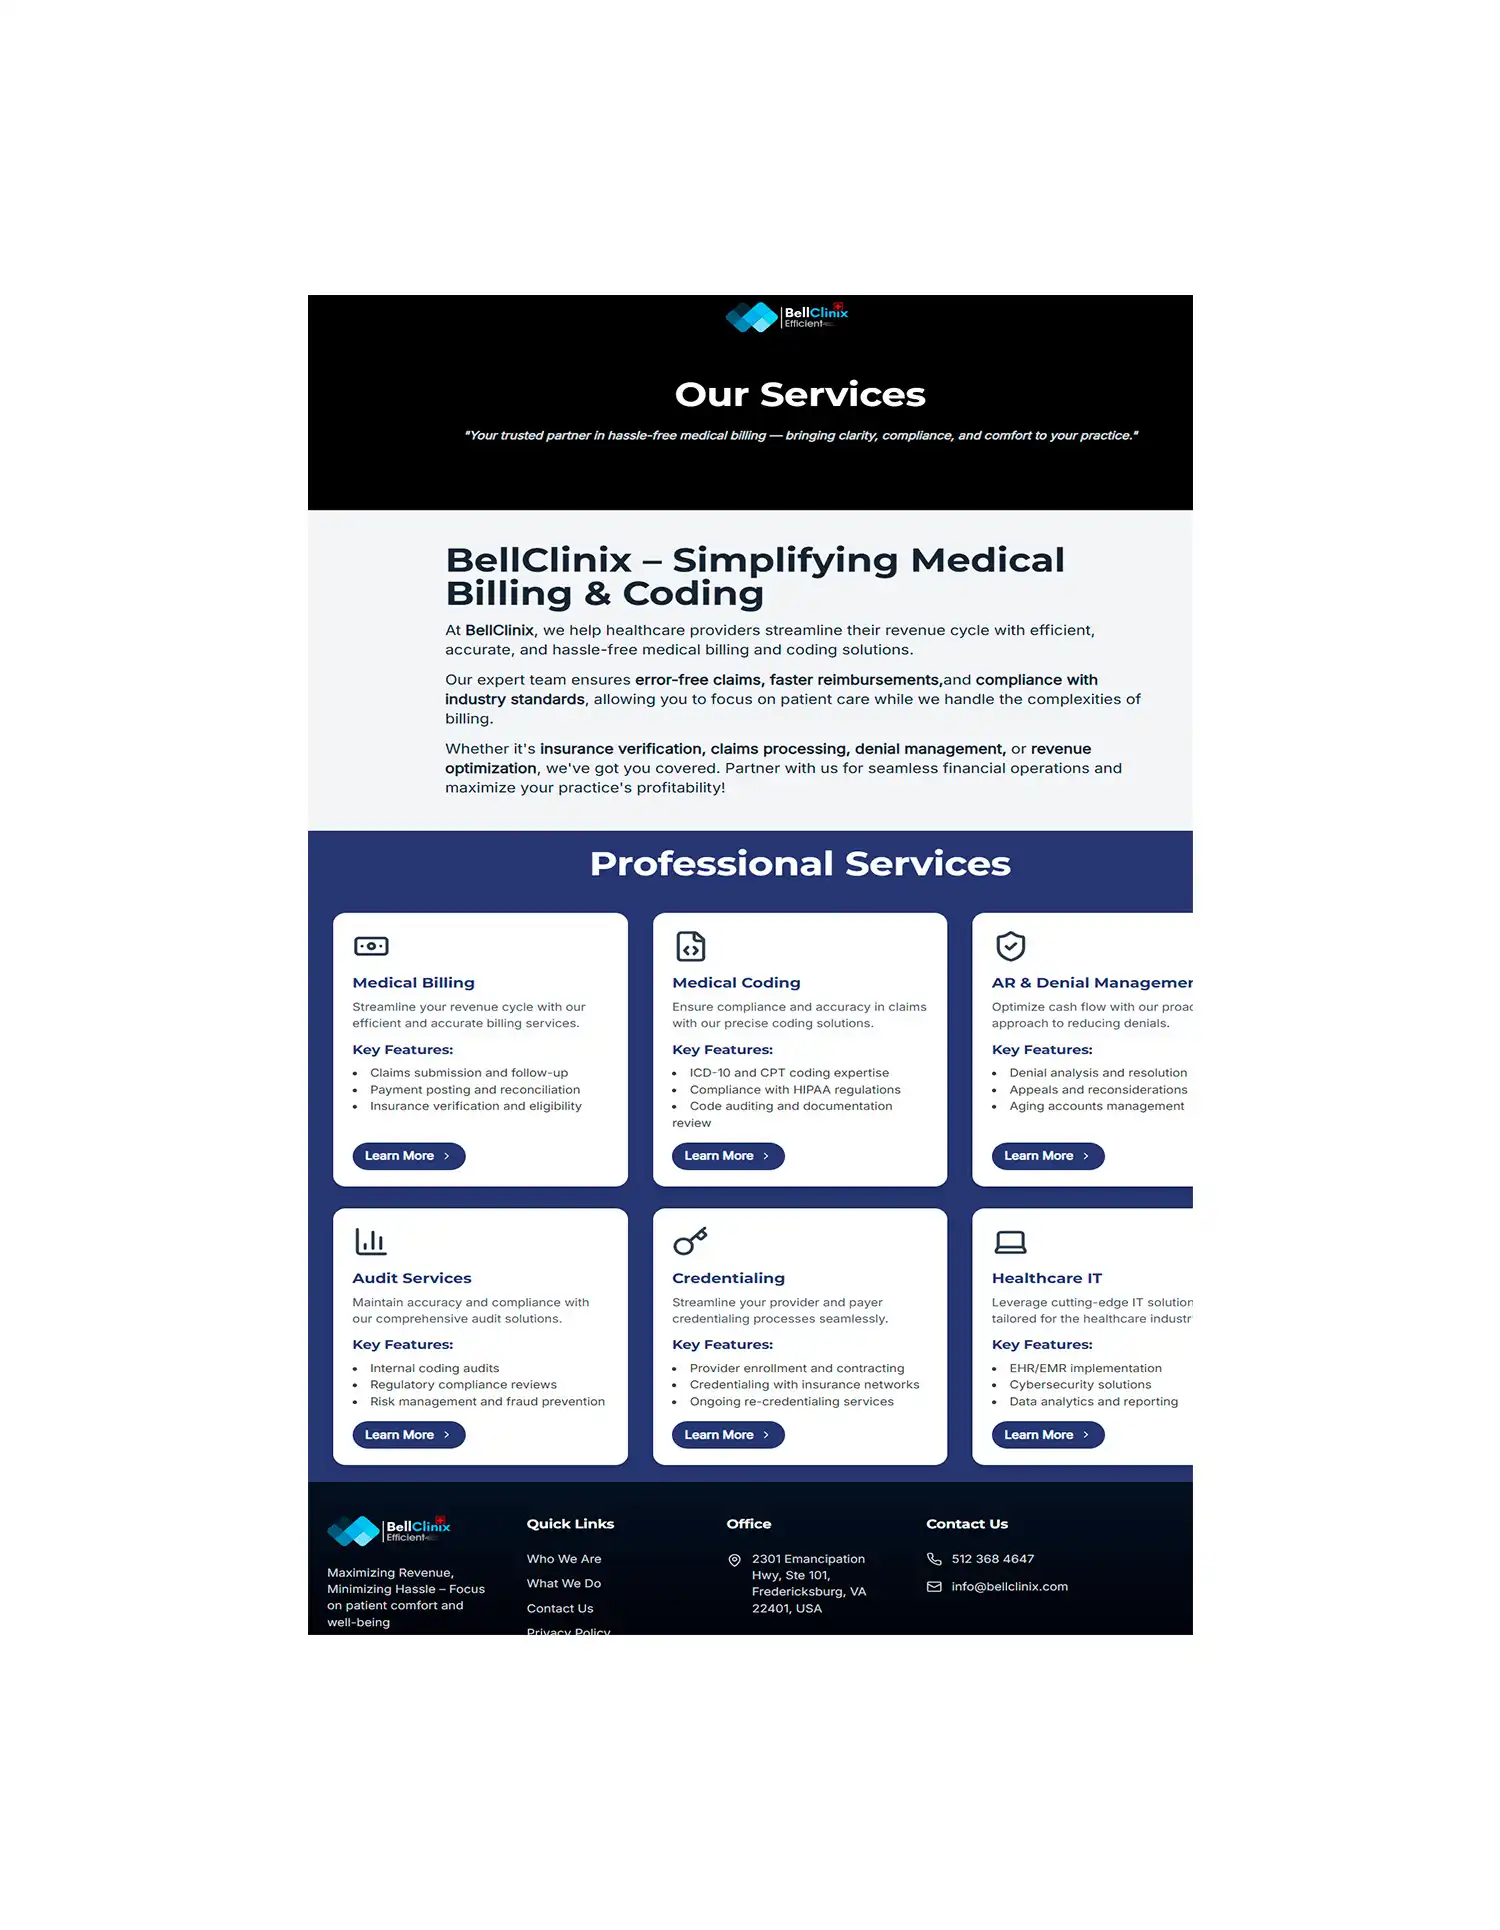 BellClinix
Efficient
Our Services
"Your trusted partner in hassle-free medical billing — bringing clarity, compliance, and comfort to your practice."
BellClinix – Simplifying Medical
Billing & Coding
At BellClinix, we help healthcare providers streamline their revenue cycle with efficient,
accurate, and hassle-free medical billing and coding solutions.
Our expert team ensures error-free claims, faster reimbursements,and compliance with
industry standards, allowing you to focus on patient care while we handle the complexities of
billing.
Whether it's insurance verification, claims processing, denial management, or revenue
optimization, we've got you covered. Partner with us for seamless financial operations and
maximize your practice's profitability!
Professional Services
Medical Billing
Streamline your revenue cycle with our
efficient and accurate billing services.
Key Features:
• Claims submission and follow-up
• Payment posting and reconciliation
• Insurance verification and eligibility
Learn More
Medical Coding
Ensure compliance and accuracy in claims
with our precise coding solutions.
Key Features:
• ICD-10 and CPT coding expertise
• Compliance with HIPAA regulations
• Code auditing and documentation
review
Learn More
AR & Denial
Optimize cash flow with our
approach to reducing denials.
Key Features:
• Denial analysis and resolution
• Appeals and reconsiderations
• Aging accounts management
Learn More
Audit Services
Maintain accuracy and compliance with
our comprehensive audit solutions.
Key Features:
• Internal coding audits
• Regulatory compliance reviews
• Risk management and fraud prevention
Learn More
Credentialing
Streamline your provider and payer
credentialing processes seamlessly.
Key Features:
• Provider enrollment and contracting
• Credentialing with insurance networks
• Ongoing re-credentialing services
Learn More
Healthcare IT
Leverage cutting-edge IT
tailored for the healthcare
Key Features:
• EHR/EMR implementation
• Cybersecurity solutions
• Data analytics and reporting
Learn More
BellClinix
Efficient
Maximizing Revenue,
Minimizing Hassle – Focus
on patient comfort and
well-being
Quick Links
Who We Are
What We Do
Contact Us
Privacy Policy
Office
2301 Emancipation
Hwy, Ste 101,
Fredericksburg, VA
22401, USA
Contact Us
512 368 4647
info@bellclinix.com